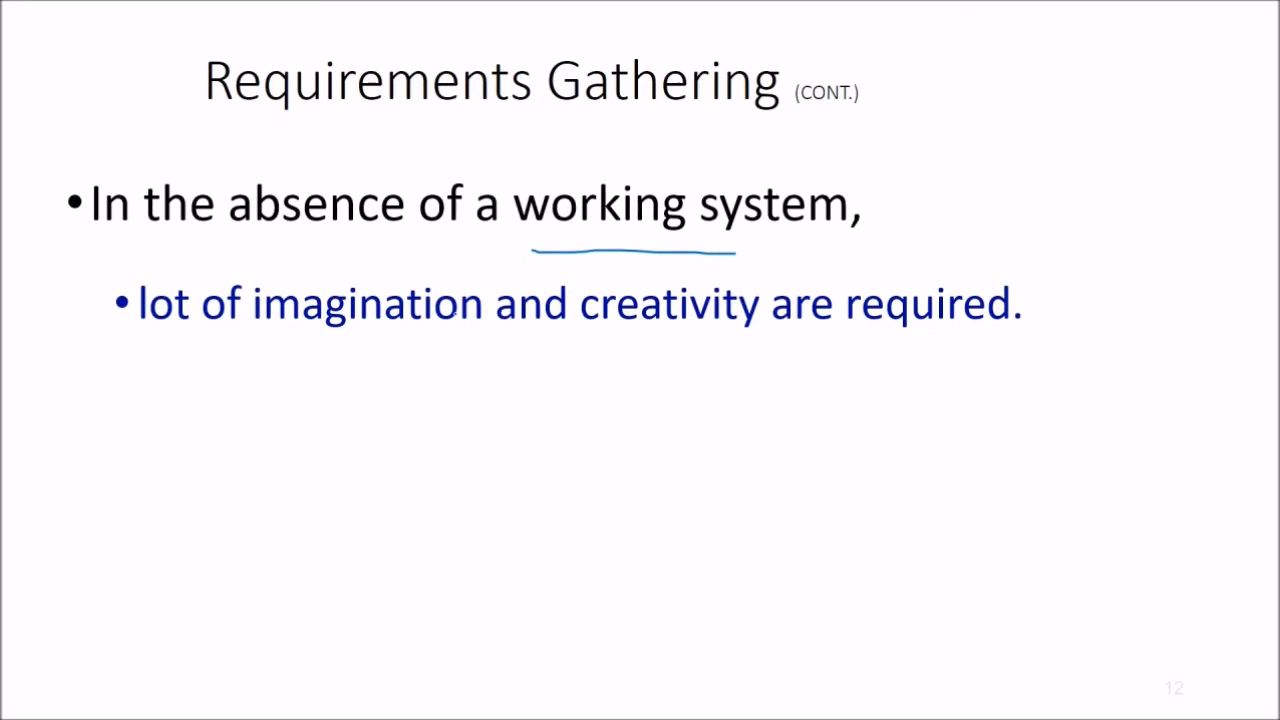 Requirements Gathering (CONT.)
•In the absence of a working system,
•lot of imagination and creativity are required.
12